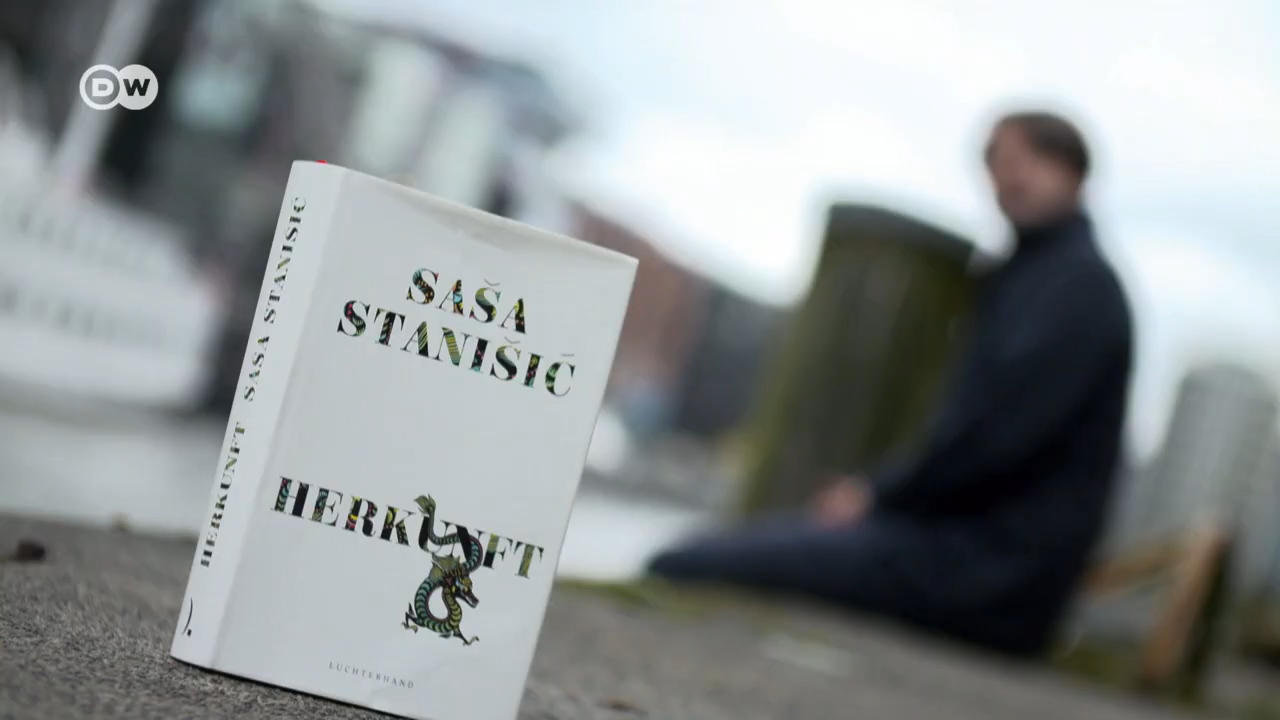 DW
SAŠA
STANIŠIĆ
HERKUNFT
LUCHTERHAND
HERKUNFT SAŠA STANIŠIĆ